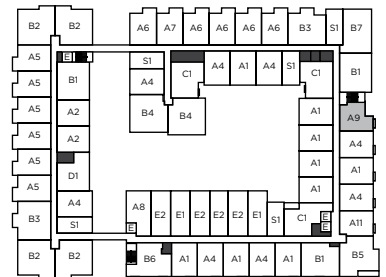 B2 B2 A6 A7 A6 A6 A6 A6 B3 S1 B7
A5 E S1 C1 A4 A1 A4 S1 C1 B1
A5 B1 A4
A5 A2 B4 B4 A1 A9
A5 A2 A1 A4
A5 D1 A1 A1
A5 A4 A1 A4
B3 S1 A8 E E2 E1 E2 E2 E2 E1 S1 C1 E E A11
B2 B2 B6 A1 A4 A1 A4 A1 B1 B5